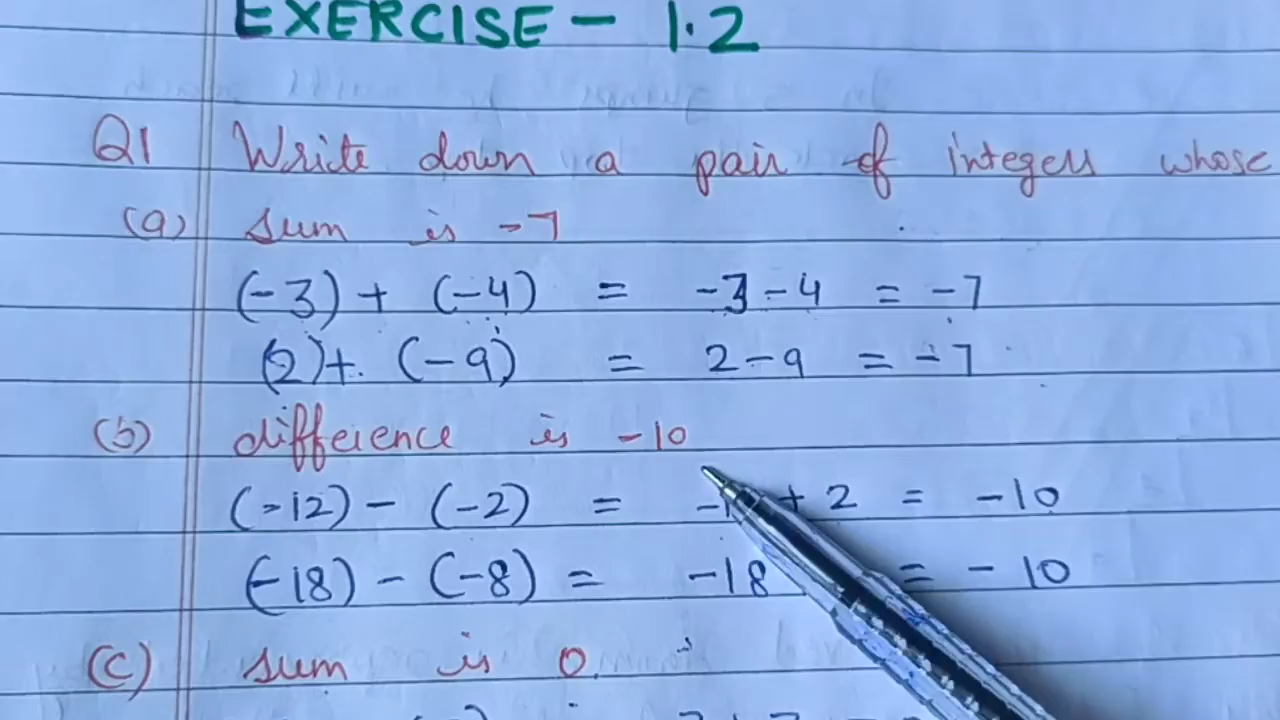 EXERCISE - 1.2
Q1 Write down a pair of integers whose
(a) sum is -7
(-3) + (-4) = -3 - 4 = -7
(2) + (-9) = 2 - 9 = -7
(b) difference is -10
(-12) - (-2) = -1 + 2 = -10
(-18) - (-8) = -18 = -10
(c) sum is 0